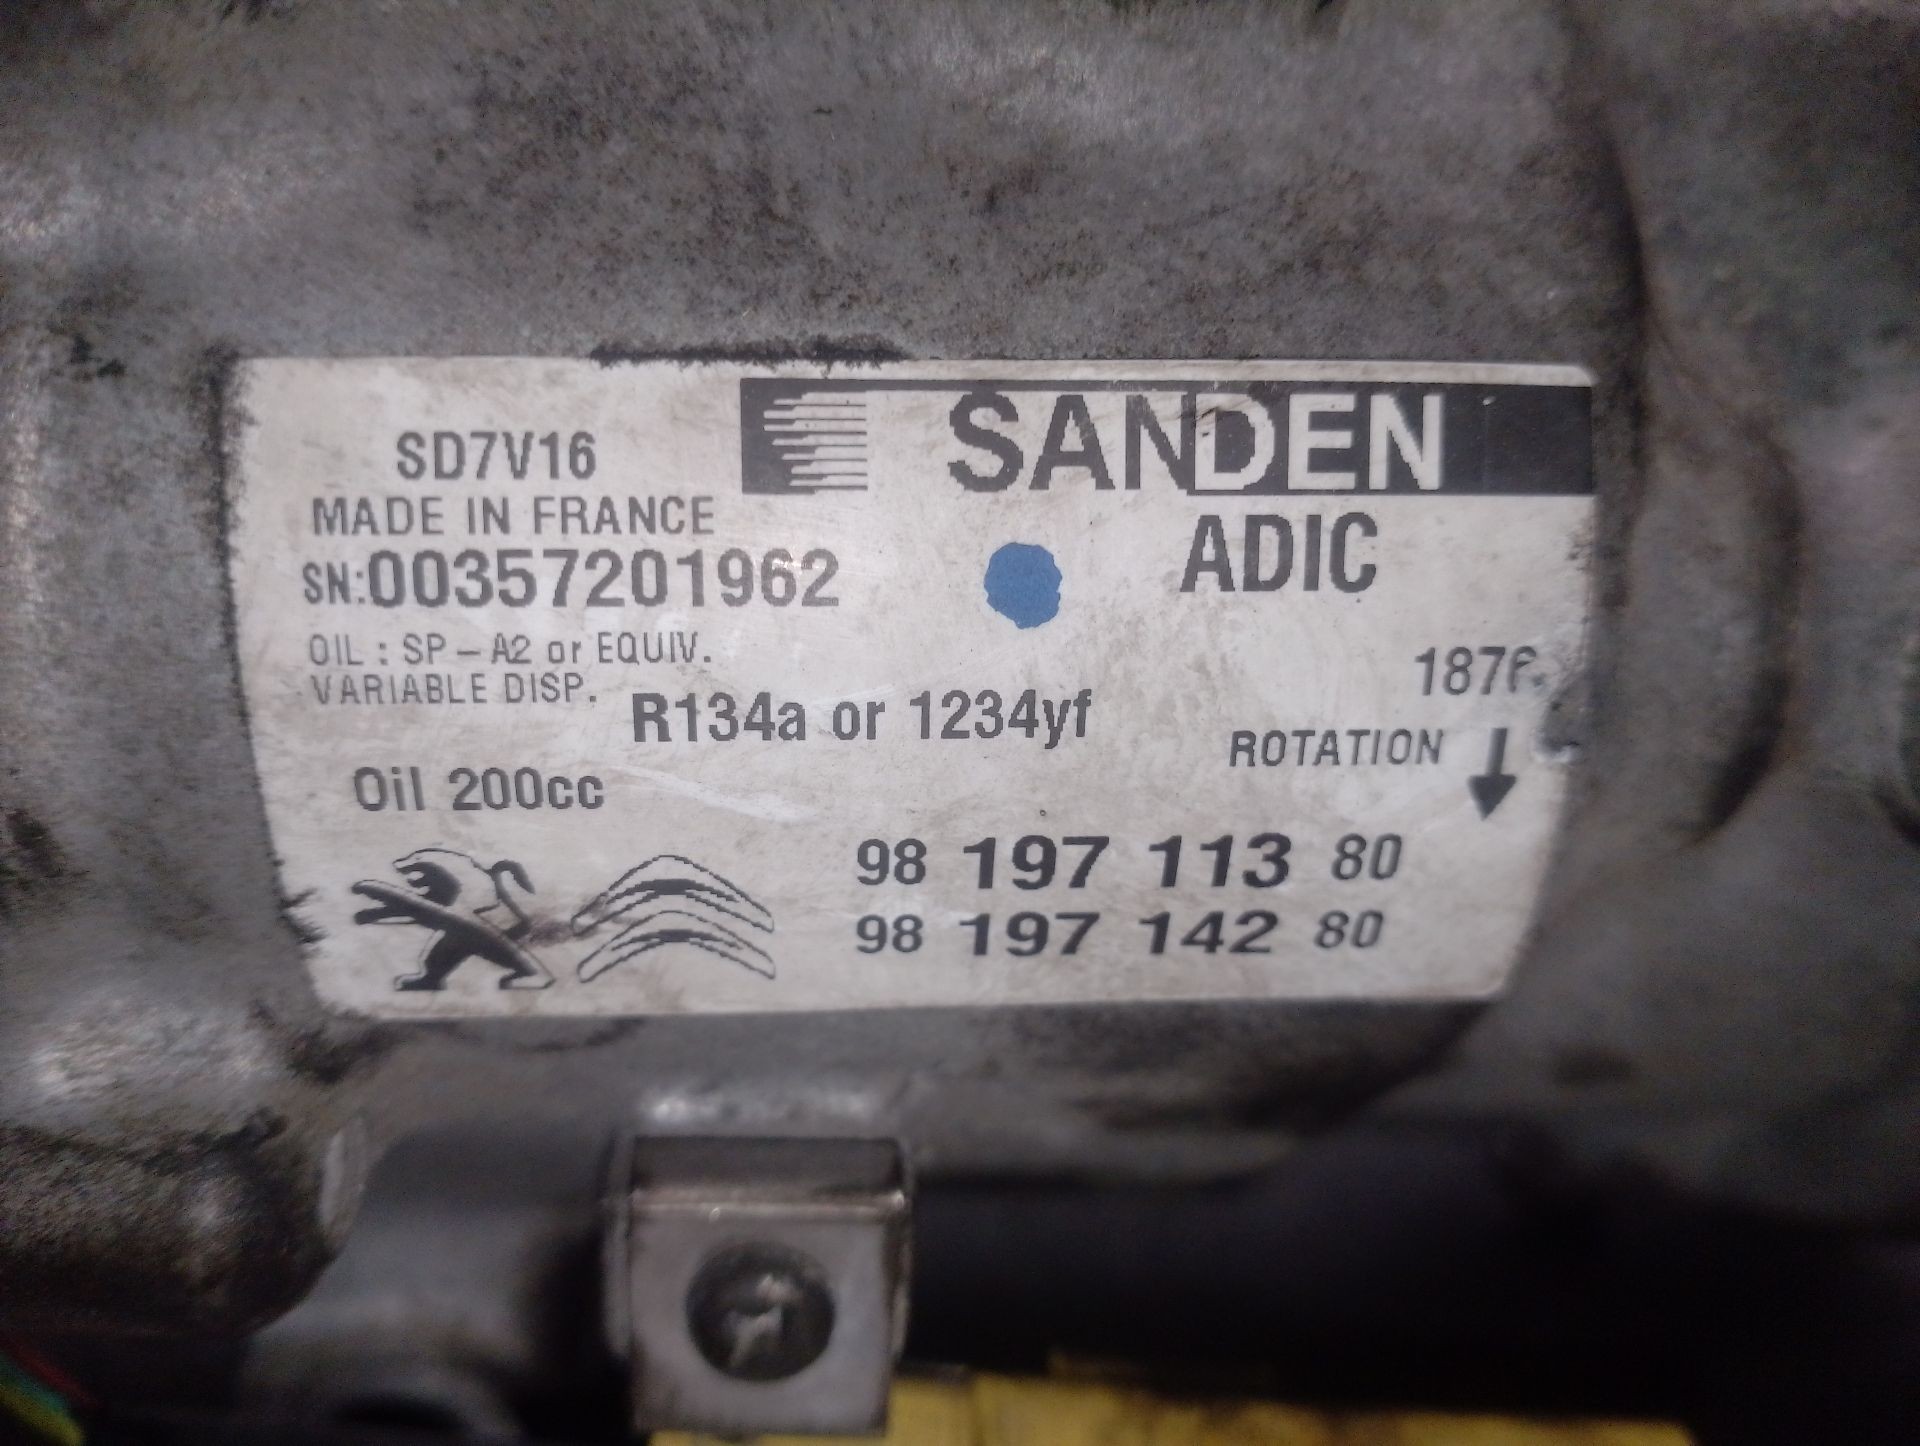 SANDEN
SD7V16
MADE IN FRANCE
ADIC
SN:00357201962
OIL : SP-A2 or EQUIV.
VARIABLE DISP.
R134a or 1234yf
ROTATION
Oil 200cc
98 197 113 80
98 197 142 80